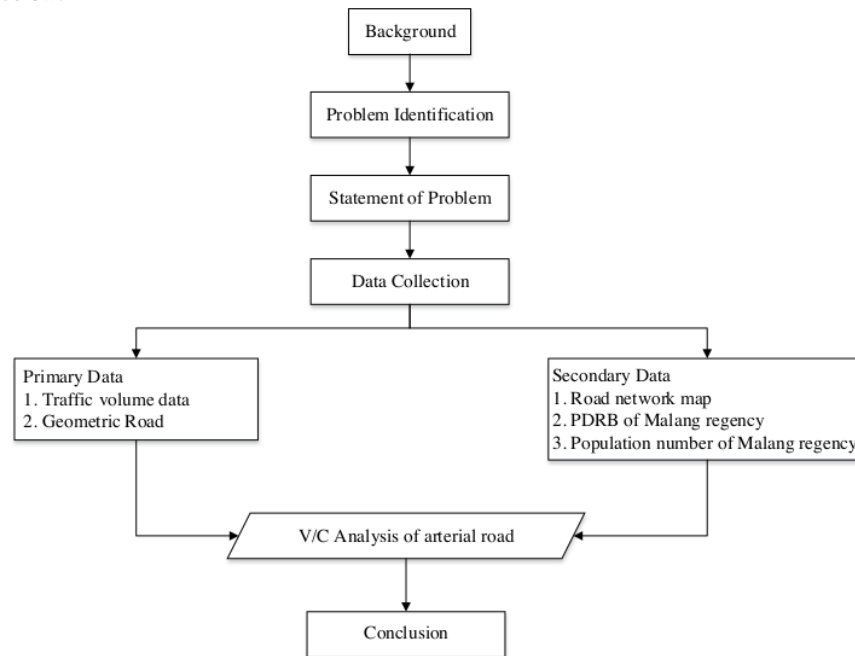 Background
Problem Identification
Statement of Problem
Data Collection
Primary Data
1. Traffic volume data
2. Geometric Road
Secondary Data
1. Road network map
2. PDRB of Malang regency
3. Population number of Malang regency
V/C Analysis of arterial road
Conclusion